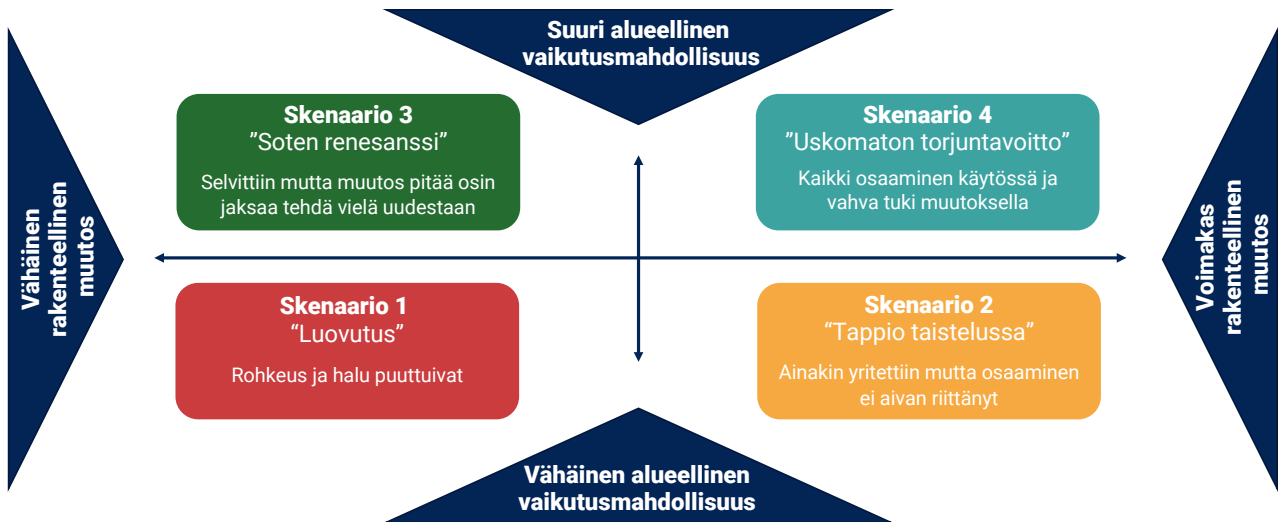 Suuri alueellinen
vaikutusmahdollisuus
Vähäinen
rakenteellinen
muutos
Skenaario 3
”Soten renesanssi”
Selvittiin mutta muutos pitää osin
jaksaa tehdä vielä uudestaan
Skenaario 4
”Uskomaton torjuntavoitto”
Kaikki osaaminen käytössä ja
vahva tuki muutoksella
Voimakas
rakenteellinen
muutos
Skenaario 1
“Luovutus”
Rohkeus ja halu puuttuivat
Skenaario 2
“Tappio taistelussa”
Ainakin yritettiin mutta osaaminen
ei aivan riittänyt
Vähäinen alueellinen
vaikutusmahdollisuus